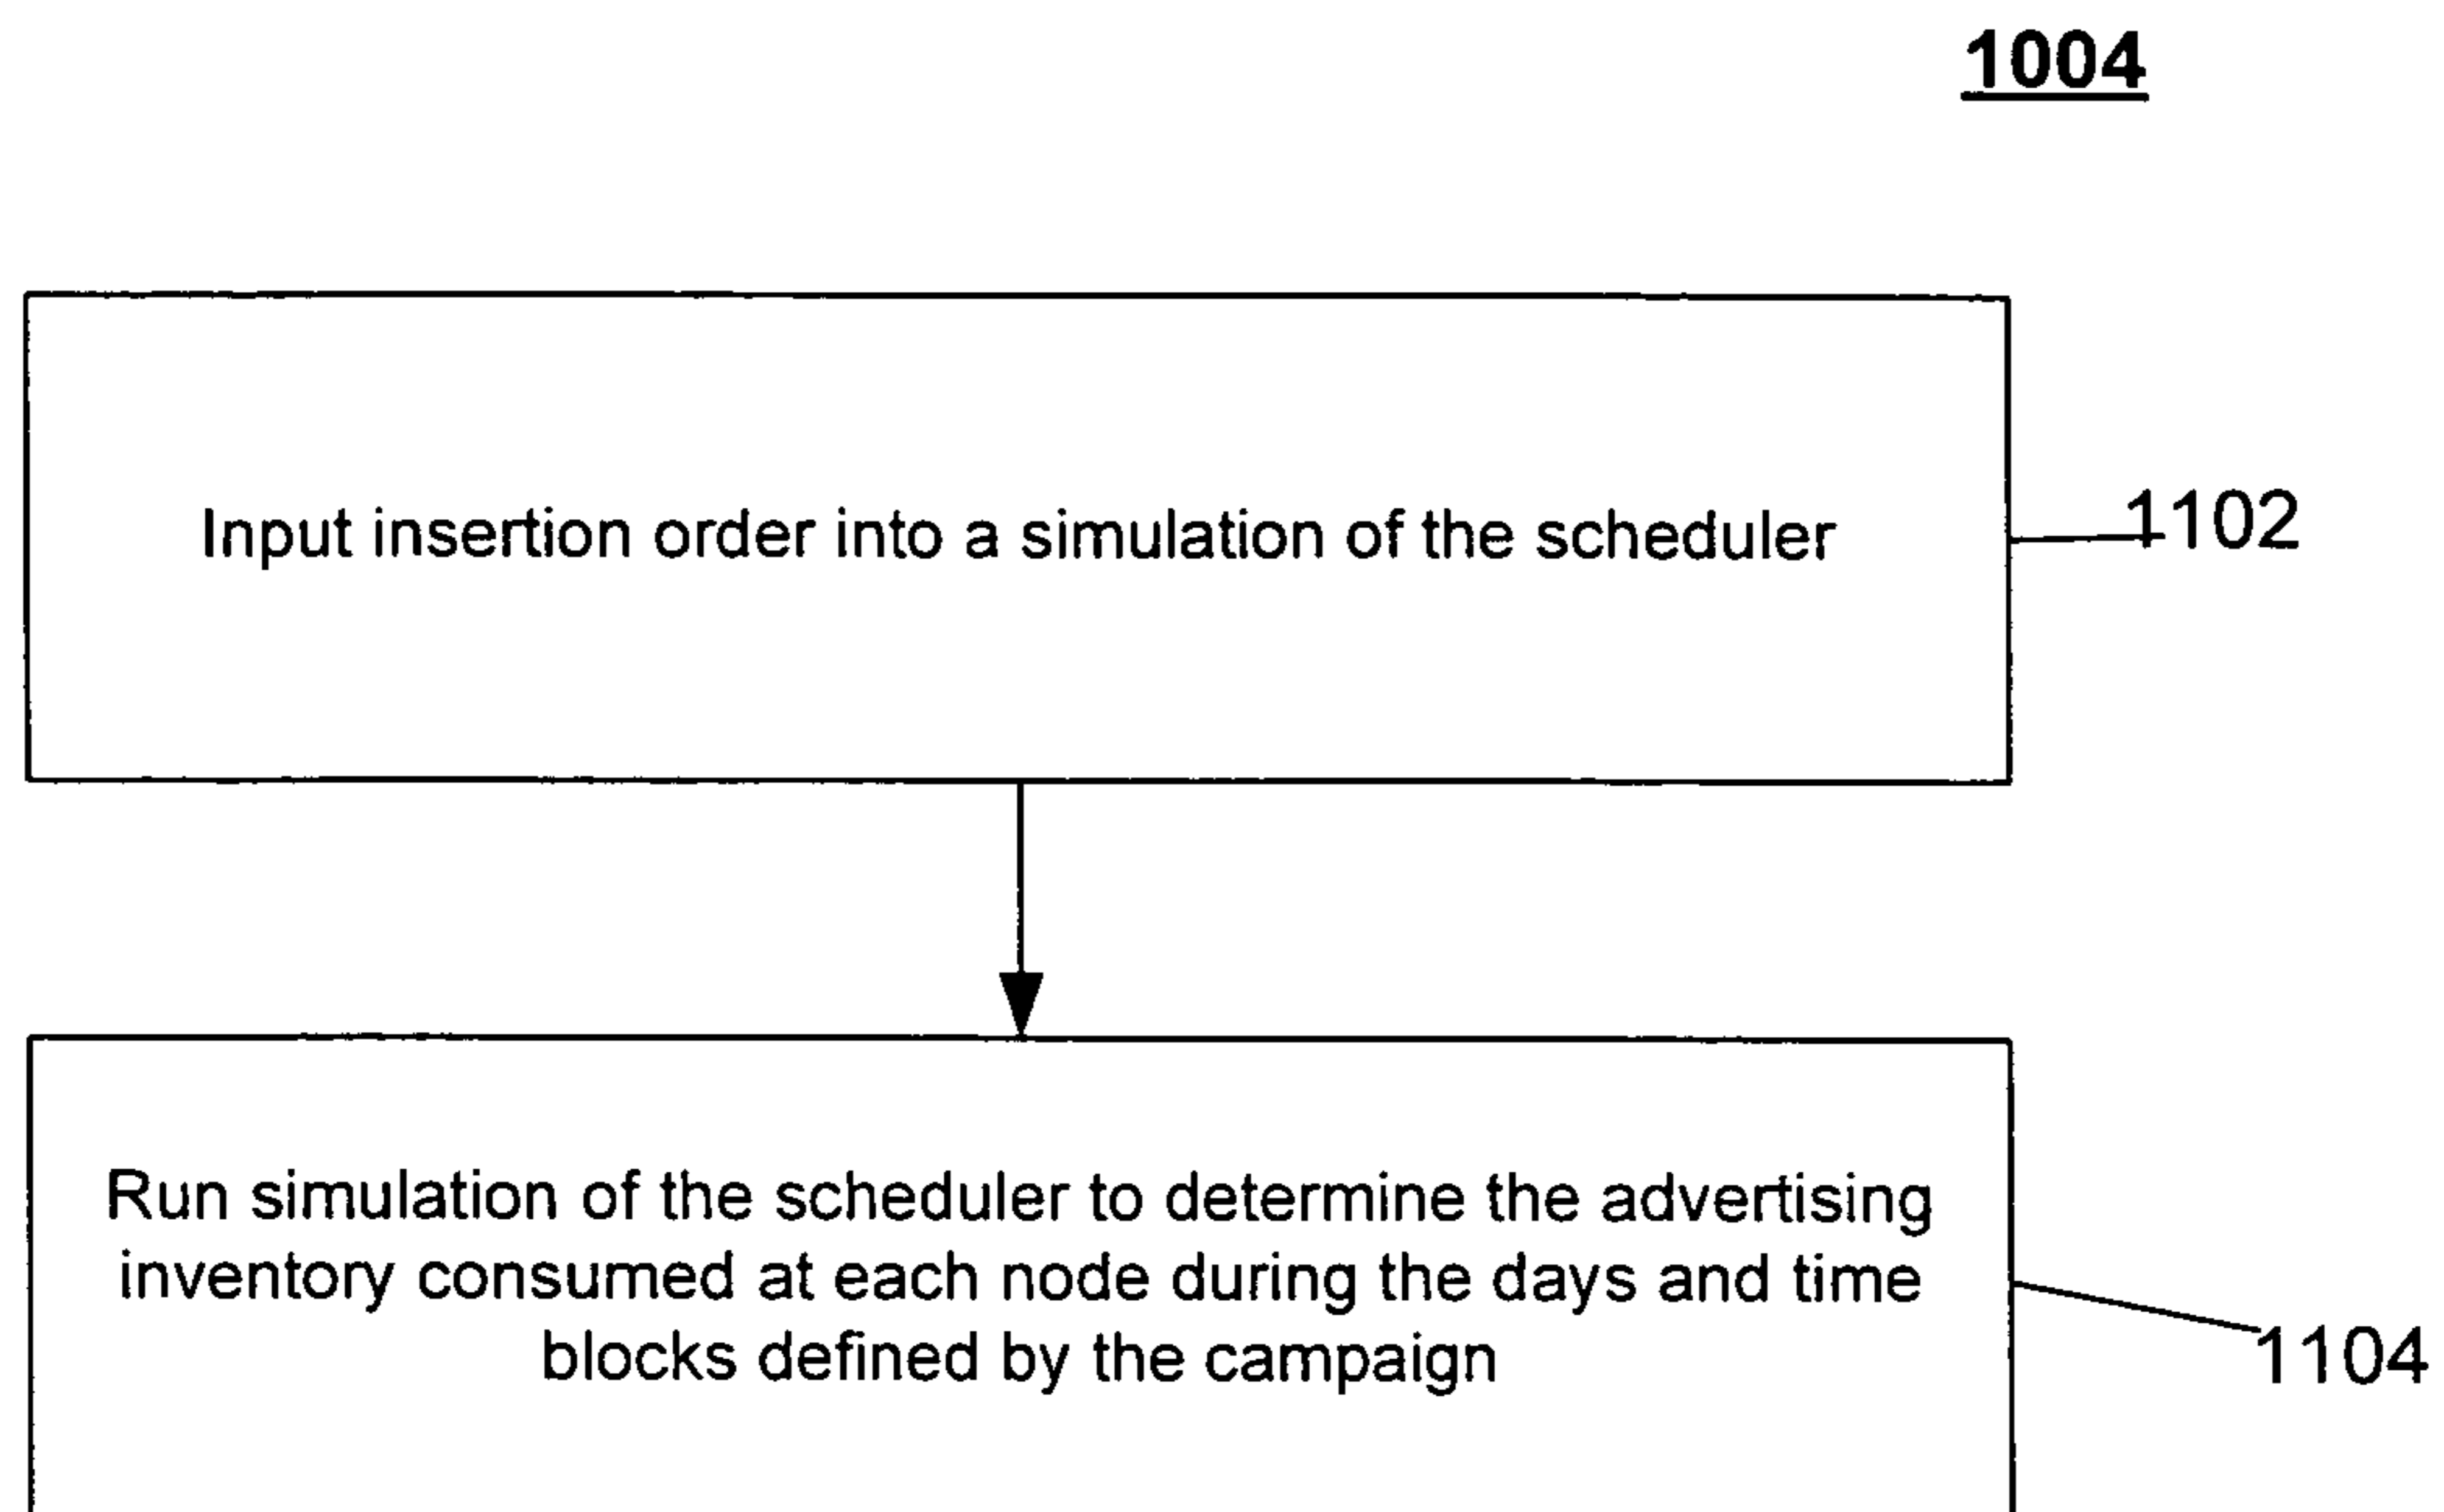 1004
Input insertion order into a simulation of the scheduler
1102
Run simulation of the scheduler to determine the advertising
inventory consumed at each node during the days and time
blocks defined by the campaign
1104